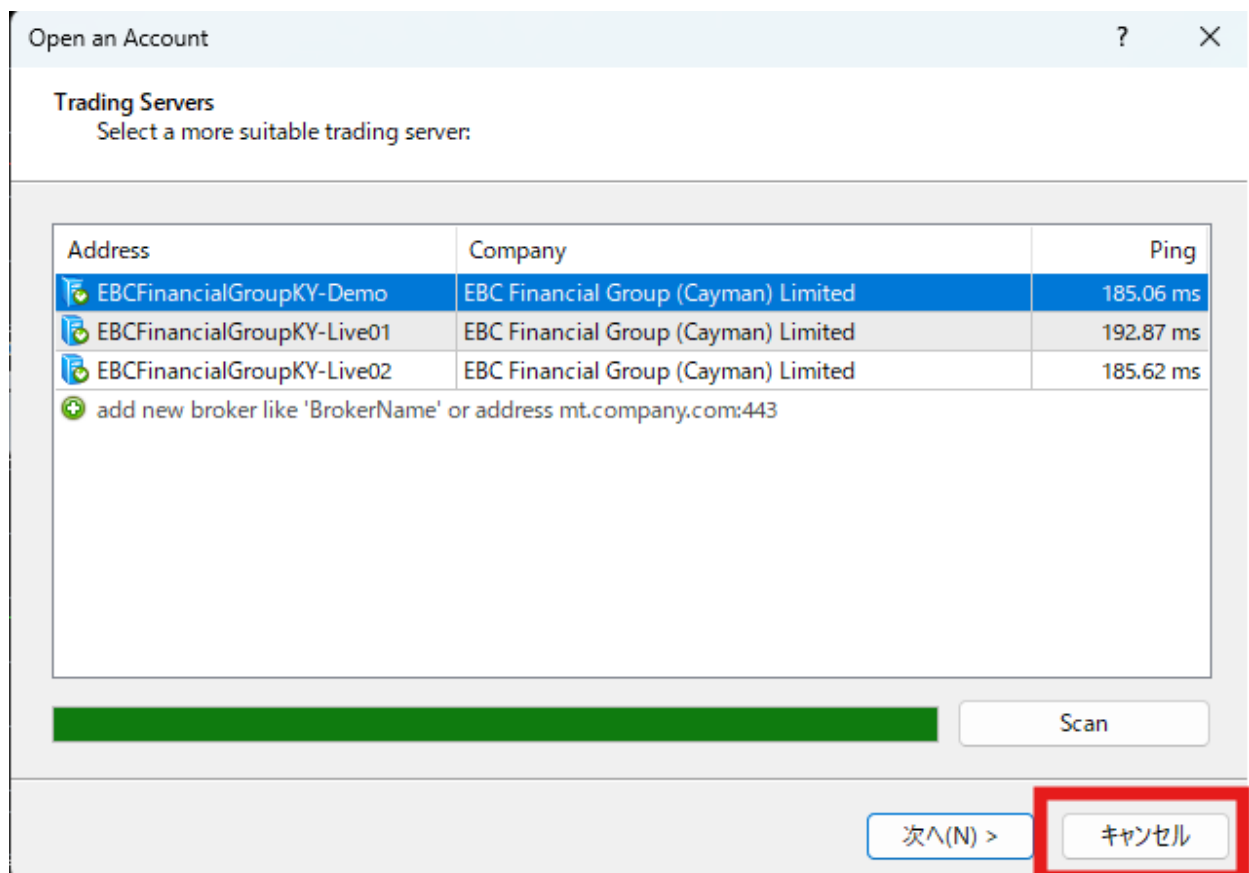 Open an Account ?
Trading Servers
Select a more suitable trading server:
Address Company Ping
EBCFinancialGroupKY-Demo EBC Financial Group (Cayman) Limited 185.06 ms
EBCFinancialGroupKY-Live01 EBC Financial Group (Cayman) Limited 192.87 ms
EBCFinancialGroupKY-Live02 EBC Financial Group (Cayman) Limited 185.62 ms
add new broker like 'BrokerName' or address mt.company.com:443
Scan
次へ(N) > キャンセル